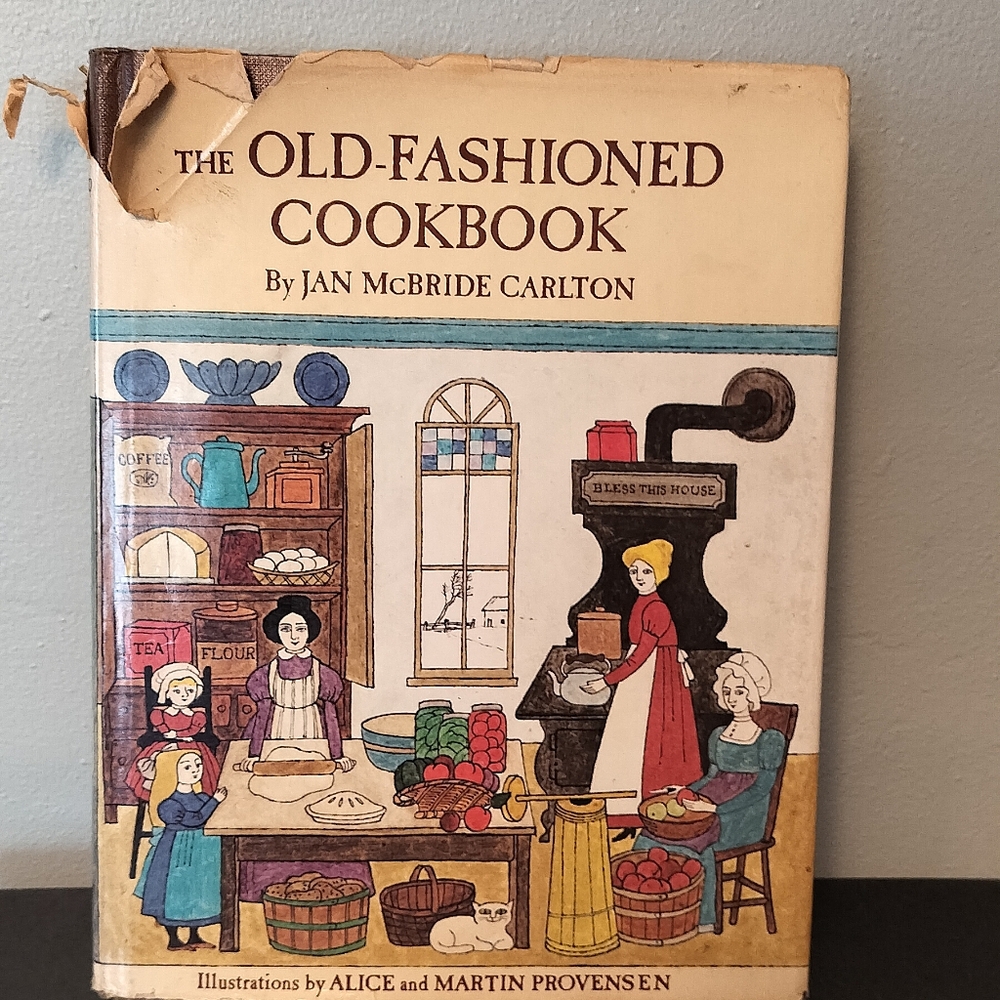 THE OLD-FASHIONED
COOKBOOK
By JAN McBRIDE CARLTON
COFFEE
BLESS THIS HOUSE
TEA
FLOUR
Illustrations by ALICE and MARTIN PROVENSEN